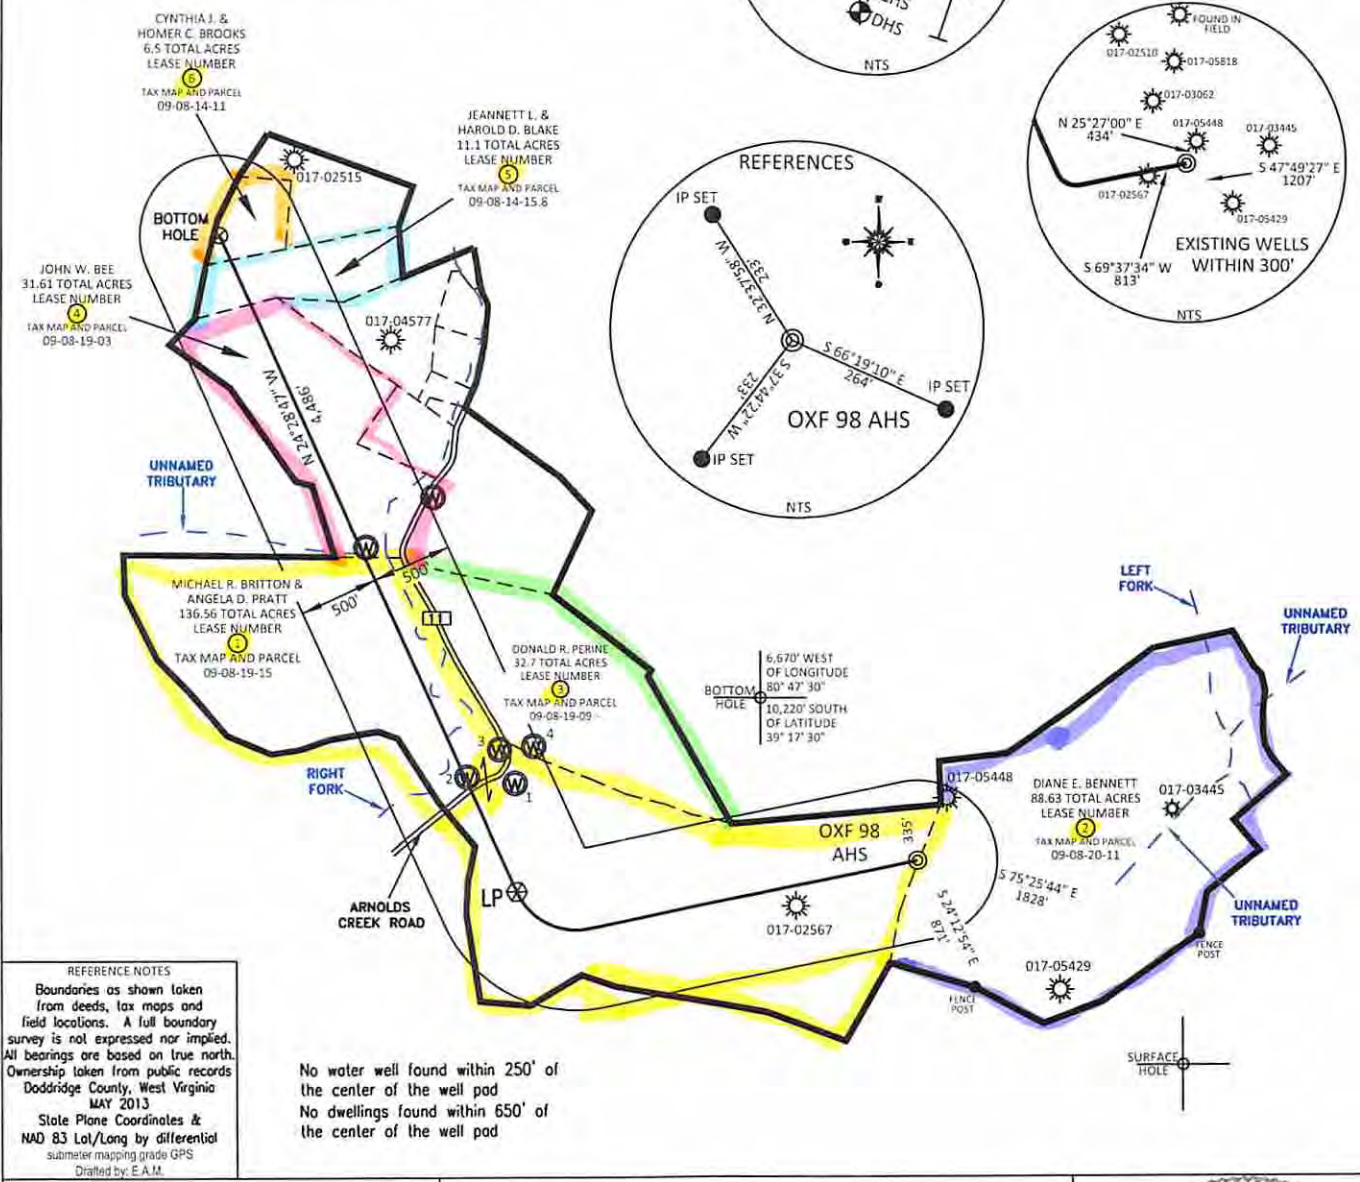 CYNTHIA J. &
HOMER C. BROOKS
6.5 TOTAL ACRES
LEASE NUMBER
6
TAX MAP AND PARCEL
09-08-14-11
JEANNETT L. &
HAROLD D. BLAKE
11.1 TOTAL ACRES
LEASE NUMBER
5
TAX MAP AND PARCEL
09-08-14-15.8
017-02515
BOTTOM
HOLE
JOHN W. BEE
31.61 TOTAL ACRES
LEASE NUMBER
4
TAX MAP AND PARCEL
09-08-19-03
017-04577
N 24°28'47" W
4,486'
UNNAMED
TRIBUTARY
W
W
500'
500'
11
MICHAEL R. BRITTON &
ANGELA D. PRATT
136.56 TOTAL ACRES
LEASE NUMBER
1
TAX MAP AND PARCEL
09-08-19-15
DONALD R. PERINE
32.7 TOTAL ACRES
LEASE NUMBER
3
TAX MAP AND PARCEL
09-08-19-09
3
W
W
4
2
W
W
1
RIGHT
FORK
ARNOLDS
CREEK ROAD
LP
DHS
NTS
REFERENCES
IP SET
N 32°37'58" W
233'
S 66°19'10" E
264'
IP SET
S 37°44'22" W
233'
OXF 98 AHS
IP SET
NTS
FOUND IN
FIELD
017-02510
017-05818
017-03062
N 25°27'00" E
434'
017-05448
017-03445
S 47°49'27" E
1207'
017-02567
017-05429
EXISTING WELLS
WITHIN 300'
S 69°37'34" W
813'
NTS
BOTTOM
HOLE
6,670' WEST
OF LONGITUDE
80° 47' 30"
10,220' SOUTH
OF LATITUDE
39° 17' 30"
LEFT
FORK
UNNAMED
TRIBUTARY
017-05448
DIANE E. BENNETT
88.63 TOTAL ACRES
LEASE NUMBER
2
TAX MAP AND PARCEL
09-08-20-11
017-03445
OXF 98
AHS
335'
S 75°25'44" E
1828'
S 24°12'54" E
871'
017-02567
UNNAMED
TRIBUTARY
FENCE
POST
017-05429
FENCE
POST
SURFACE
HOLE
REFERENCE NOTES
Boundaries as shown taken
from deeds, tax maps and
field locations. A full boundary
survey is not expressed nor implied.
All bearings are based on true north.
Ownership taken from public records
Doddridge County, West Virginia
MAY 2013
State Plane Coordinates &
NAD 83 Lat/Long by differential
submeter mapping grade GPS
Drafted by: E.A.M.
No water well found within 250' of
the center of the well pad
No dwellings found within 650' of
the center of the well pad